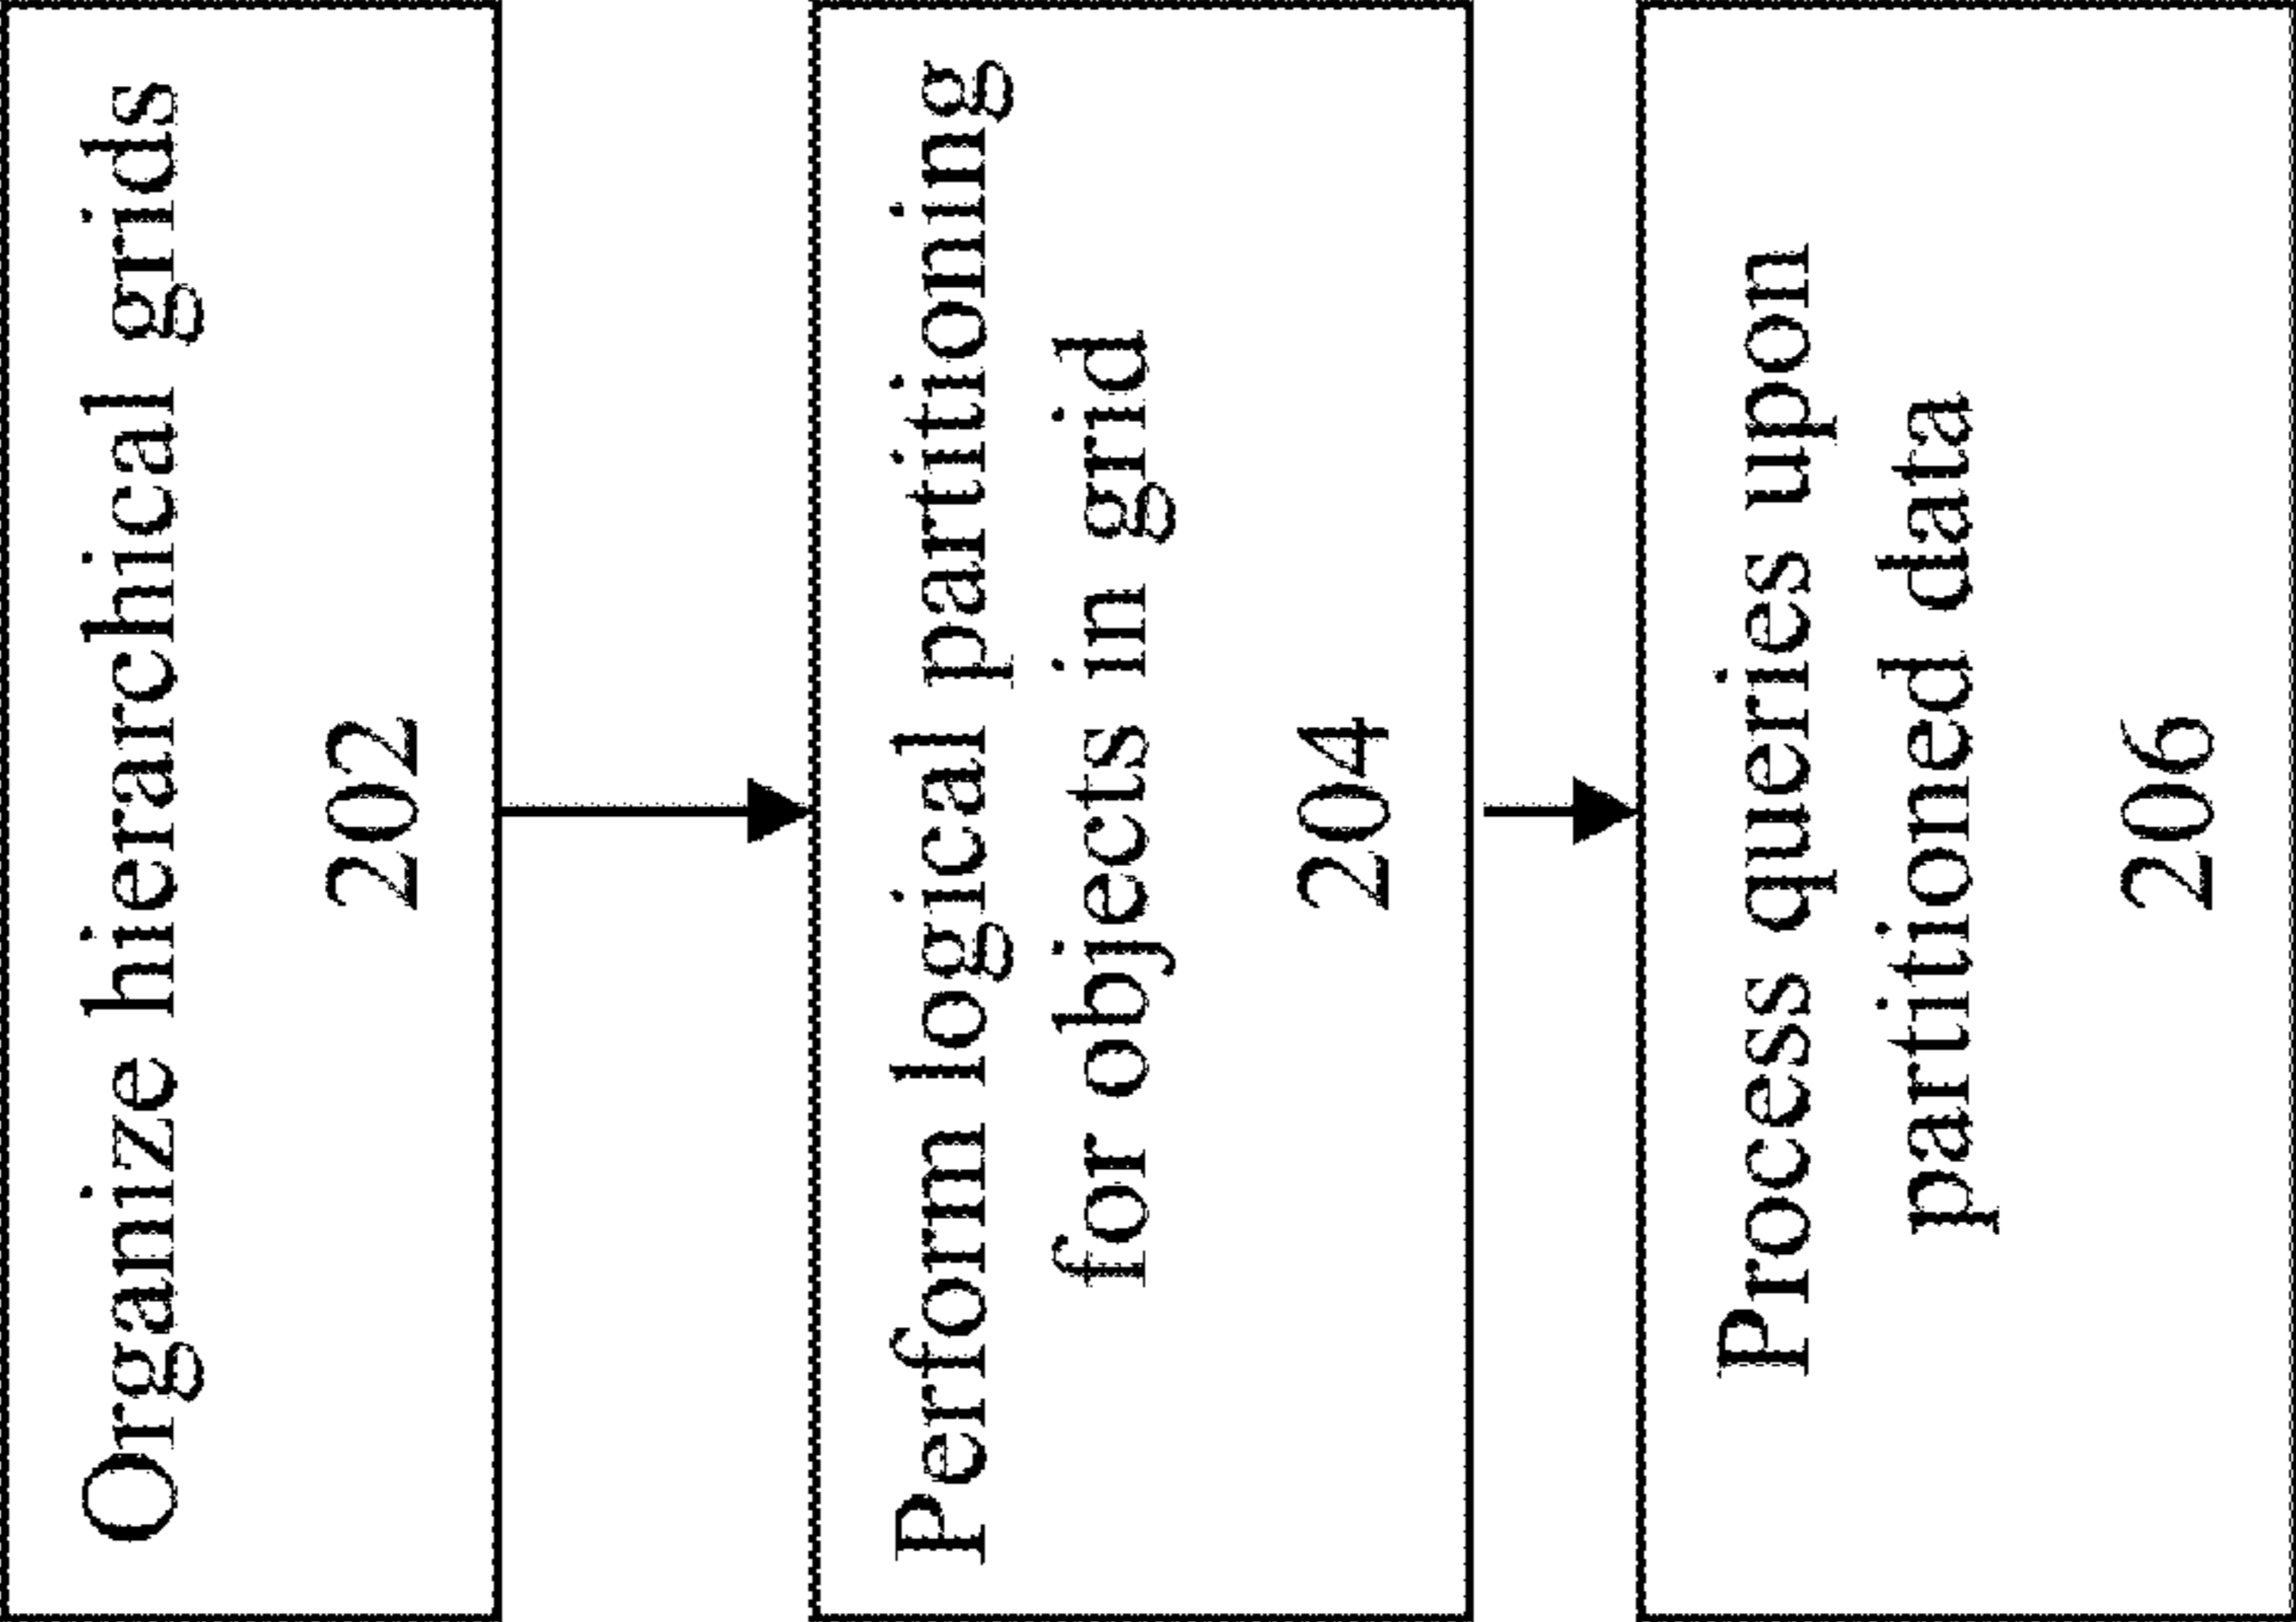 Organize hierarchical grids
202
Perform logical partitioning
for objects in grid
204
Process queries upon
partitioned data
206